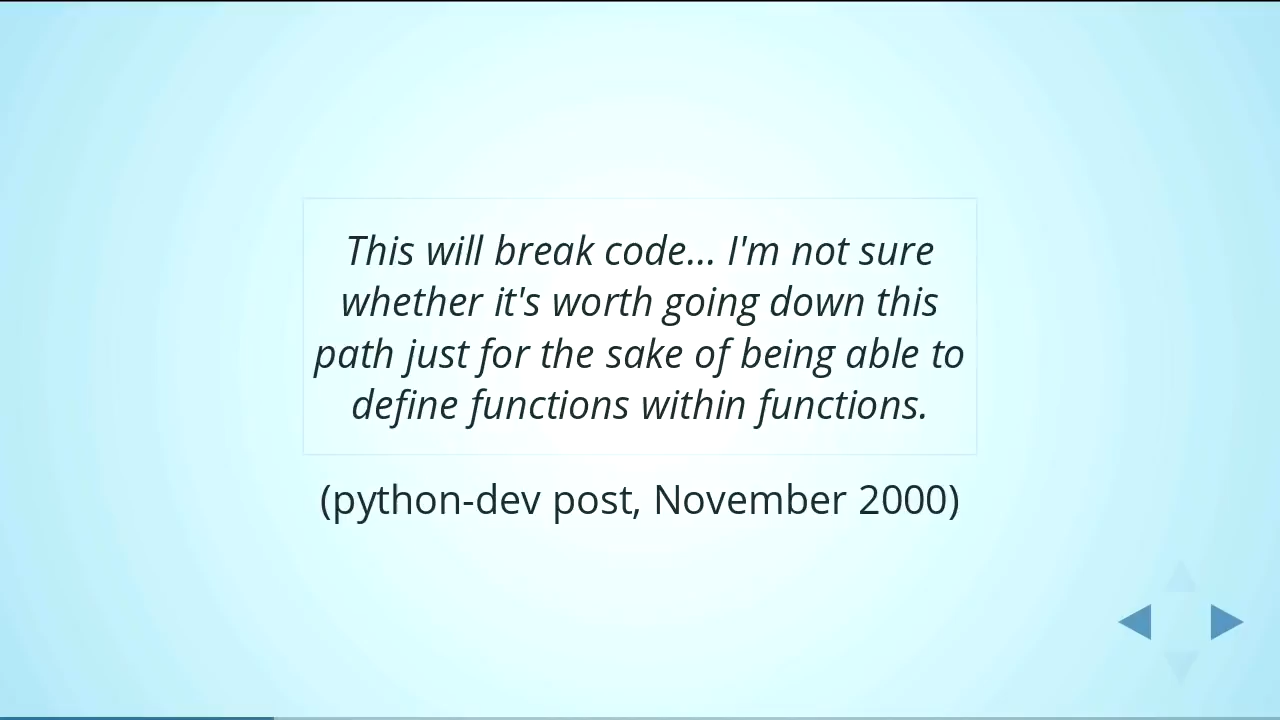 This will break code... I'm not sure
whether it's worth going down this
path just for the sake of being able to
define functions within functions.
(python-dev post, November 2000)